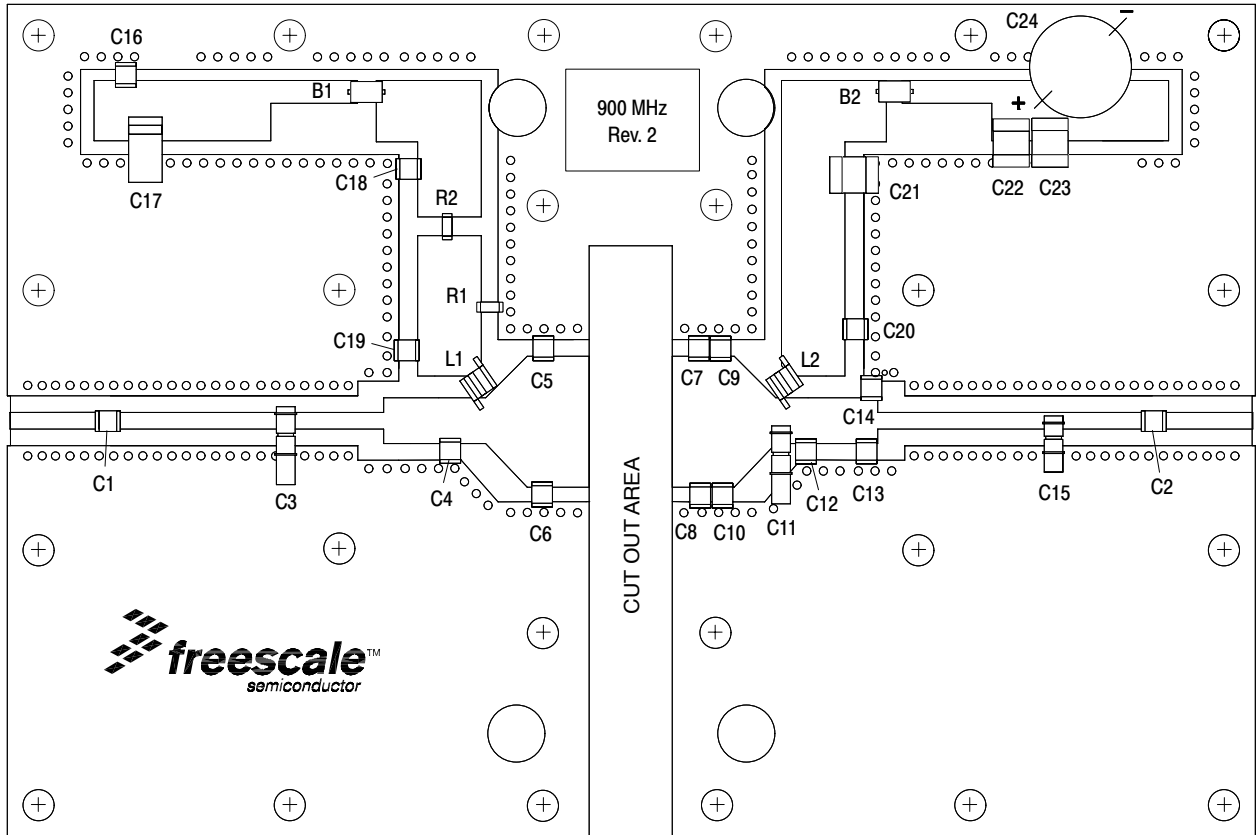 C16
C24
−
B1
B2
+
900 MHz
Rev. 2
C17
C18
R2
C21
C22
C23
R1
C19
L1
C5
C7
C9
L2
C20
C14
C1
C3
C4
C6
C8
C10
C11
C12
C13
C15
C2
CUT OUT AREA
freescale™
semiconductor